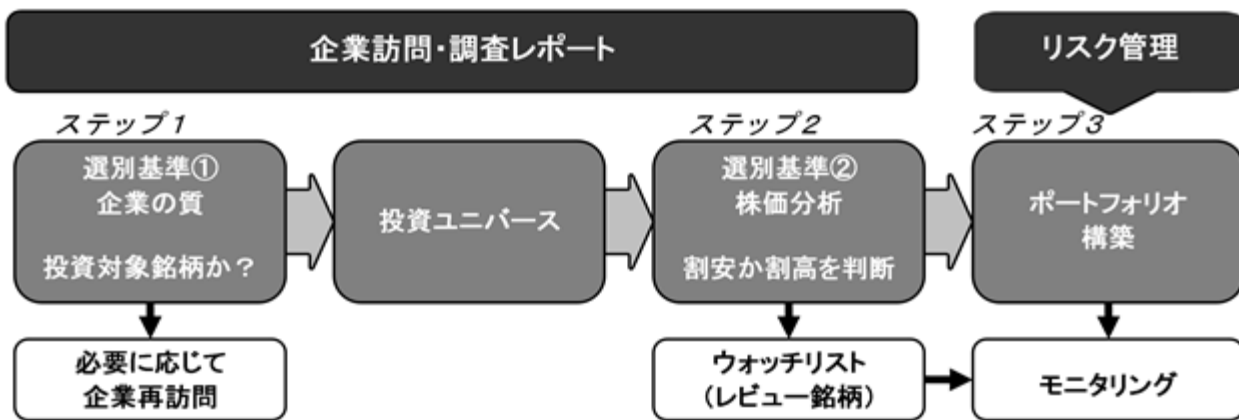 企業訪問・調査レポート
リスク管理
ステップ1
ステップ2
ステップ3
選別基準①
企業の質
投資対象銘柄か？
投資ユニバース
選別基準②
株価分析
割安か割高を判断
ポートフォリオ
構築
必要に応じて
企業再訪問
ウォッチリスト
(レビュー銘柄)
モニタリング